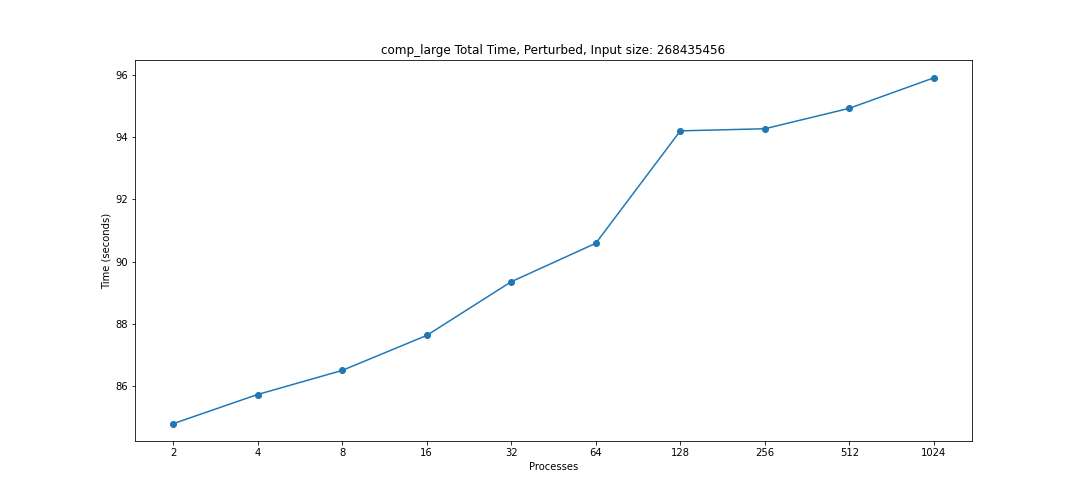 comp_large Total Time, Perturbed, Input size: 268435456
96
94
92
90
88
86
Time (seconds)
2 4 8 16 32 64 128 256 512 1024
Processes